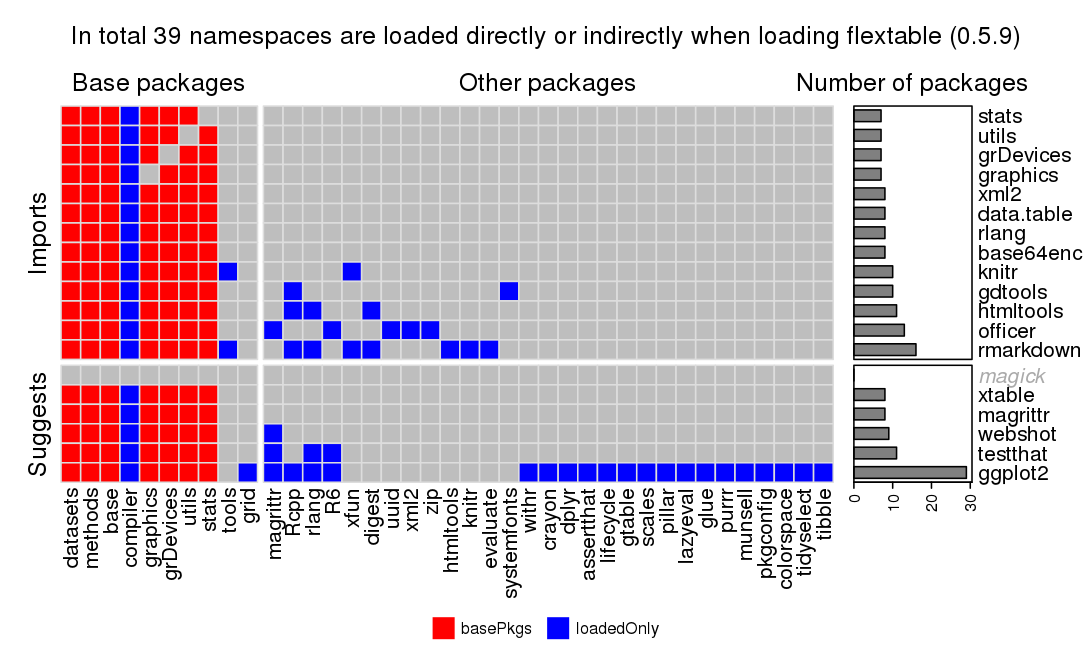 In total 39 namespaces are loaded directly or indirectly when loading flextable (0.5.9)
Base packages
Other packages
Number of packages
Imports
stats
utils
grDevices
graphics
xml2
data.table
rlang
base64enc
knitr
gdtools
htmltools
officer
rmarkdown
Suggests
magick
xtable
magrittr
webshot
testthat
ggplot2
datasets
methods
base
compiler
graphics
grDevices
utils
stats
tools
grid
magrittr
Rcpp
rlang
R6
xfun
digest
uuid
xml2
zip
htmltools
knitr
evaluate
systemfonts
withr
crayon
dplyr
assertthat
lifecycle
gtable
scales
pillar
lazyeval
glue
purrr
munsell
pkgconfig
colorspace
tidyselect
tibble
0
10
20
30
basePkgs
loadedOnly